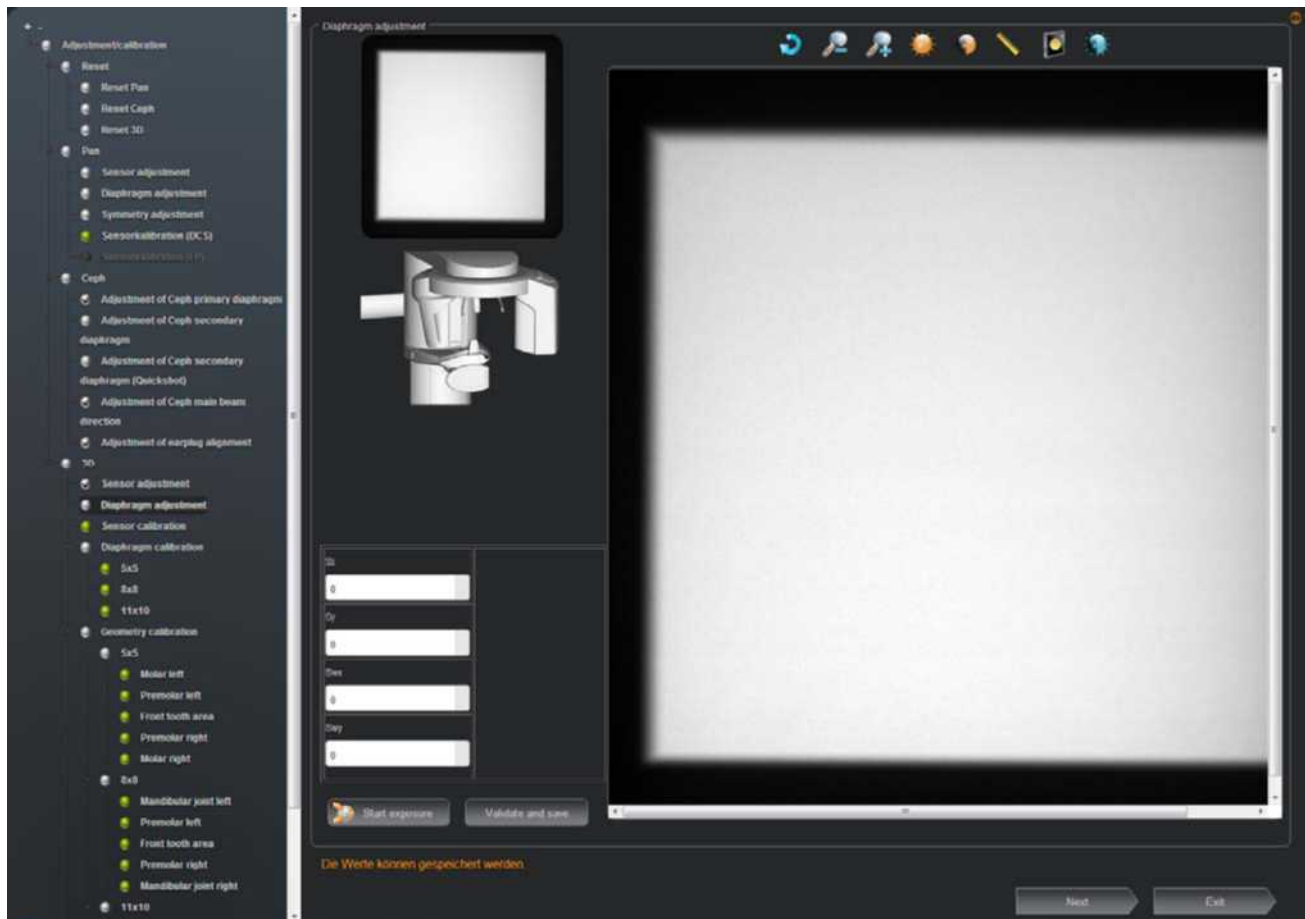 Adjustment/calibration
Reset
Reset Pan
Reset Ceph
Reset 3D
Pan
Sensor adjustment
Diaphragm adjustment
Symmetry adjustment
Sensorkalibration (DCS)
Ceph
Adjustment of Ceph primary diaphragm
Adjustment of Ceph secondary
diaphragm
Adjustment of Ceph secondary
diaphragm (Quickshot)
Adjustment of Ceph main beam
direction
Adjustment of earplug alignment
3D
Sensor adjustment
Diaphragm adjustment
Sensor calibration
Diaphragm calibration
5x5
8x8
11x10
Geometry calibration
5x5
Molar left
Premolar left
Front tooth area
Premolar right
Molar right
8x8
Mandibular joint left
Premolar left
Front tooth area
Premolar right
Mandibular joint right
11x10
Diaphragm adjustment
0
0
0
0
Start exposure
Validate and save
Die Werte können gespeichert werden.
Next
Exit